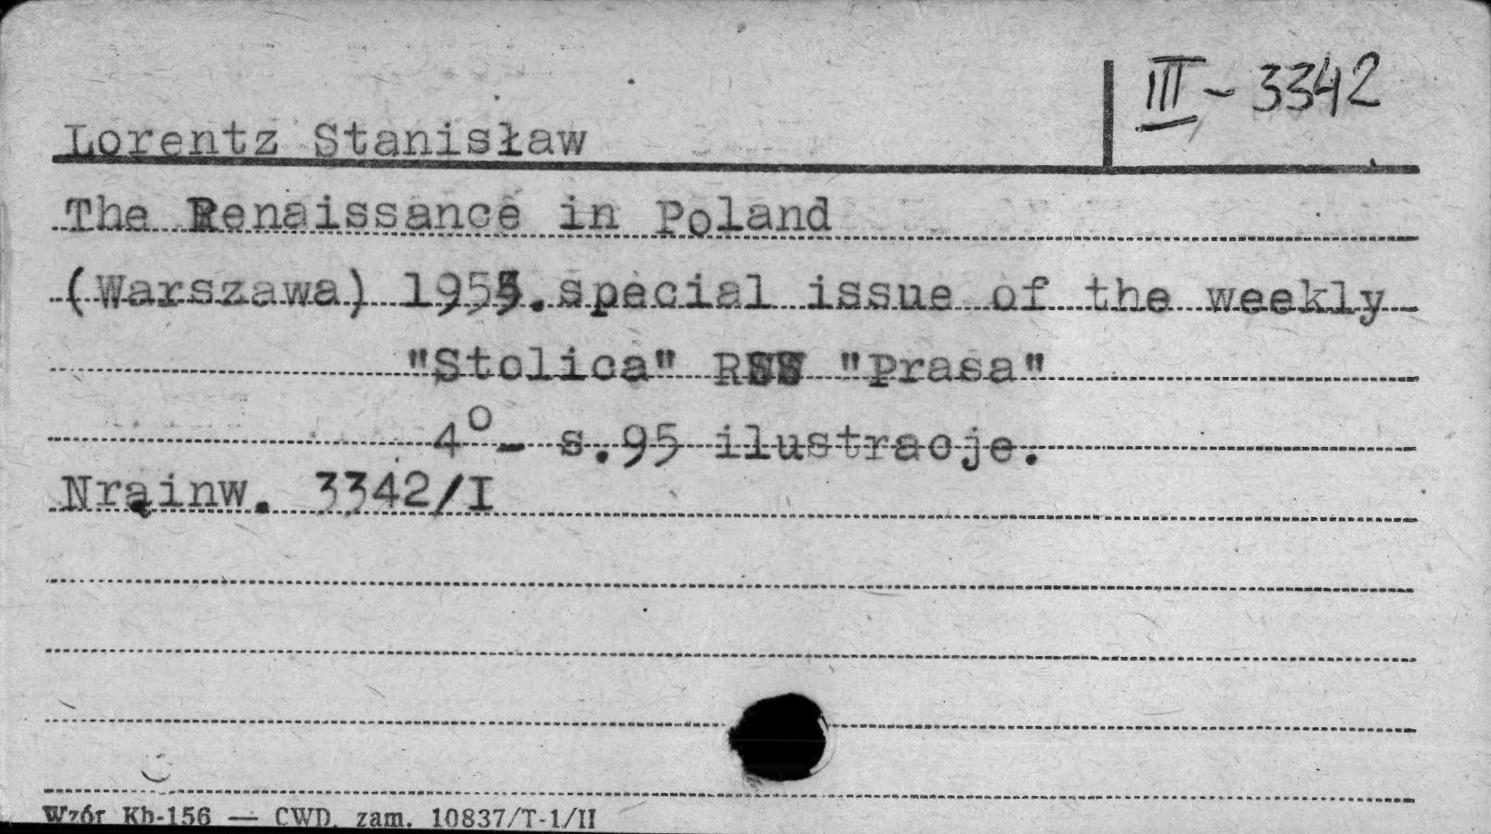 III - 3342
Lorentz Stanisław
The Renaissance in Poland
(Warszawa) 1955. special issue of the weekly
"Stolica" RSW "Prasa"
4° - s.95 ilustracje.
Nr inw. 3342/I
Wzór Kb-156 — CWD. zam. 10837/T-1/II